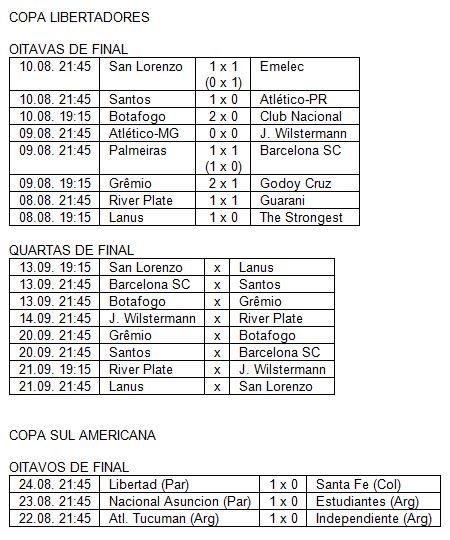 COPA LIBERTADORES
OITAVAS DE FINAL
10.08. 21:45 San Lorenzo 1 x 1 Emelec
(0 x 1)
10.08. 21:45 Santos 1 x 0 Atlético-PR
10.08. 19:15 Botafogo 2 x 0 Club Nacional
09.08. 21:45 Atlético-MG 0 x 0 J. Wilstermann
09.08. 21:45 Palmeiras 1 x 1 Barcelona SC
(1 x 0)
09.08. 19:15 Grêmio 2 x 1 Godoy Cruz
08.08. 21:45 River Plate 1 x 1 Guarani
08.08. 19:15 Lanus 1 x 0 The Strongest
QUARTAS DE FINAL
13.09. 19:15 San Lorenzo x Lanus
13.09. 21:45 Barcelona SC x Santos
13.09. 21:45 Botafogo x Grêmio
14.09. 21:45 J. Wilstermann x River Plate
20.09. 21:45 Grêmio x Botafogo
20.09. 21:45 Santos x Barcelona SC
21.09. 19:15 River Plate x J. Wilstermann
21.09. 21:45 Lanus x San Lorenzo
COPA SUL AMERICANA
OITAVOS DE FINAL
24.08. 21:45 Libertad (Par) 1 x 0 Santa Fe (Col)
23.08. 21:45 Nacional Asuncion (Par) 1 x 0 Estudiantes (Arg)
22.08. 21:45 Atl. Tucuman (Arg) 1 x 0 Independiente (Arg)